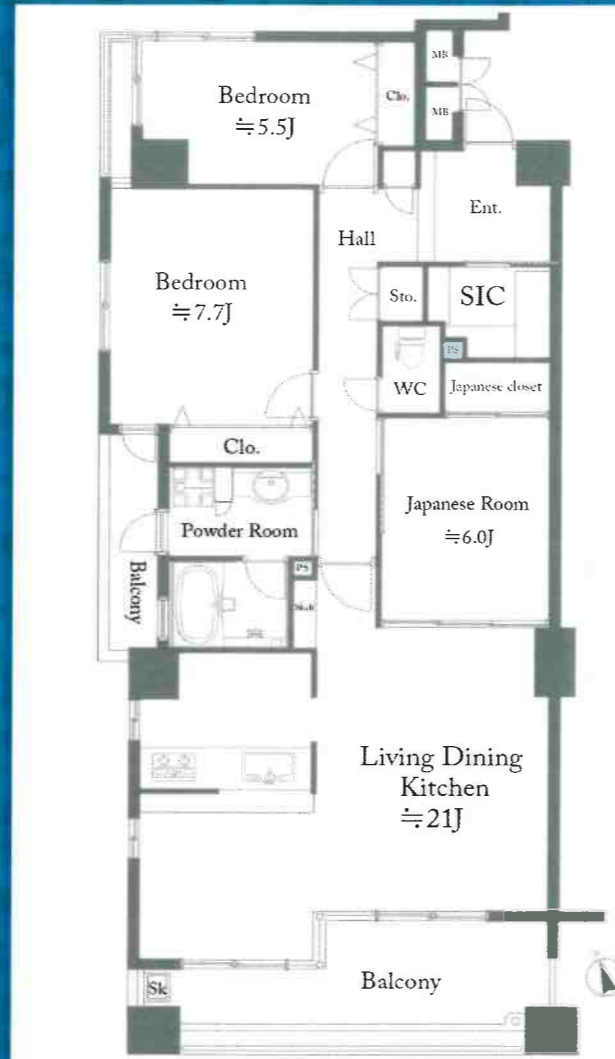 MB
MB
Bedroom
≒5.5J
Clo.
Ent.
Hall
Bedroom
≒7.7J
Sto.
SIC
PS
WC
Japanese closet
Clo.
Japanese Room
≒6.0J
Powder Room
PS
Balcony
Living Dining
Kitchen
≒21J
Balcony
Sk